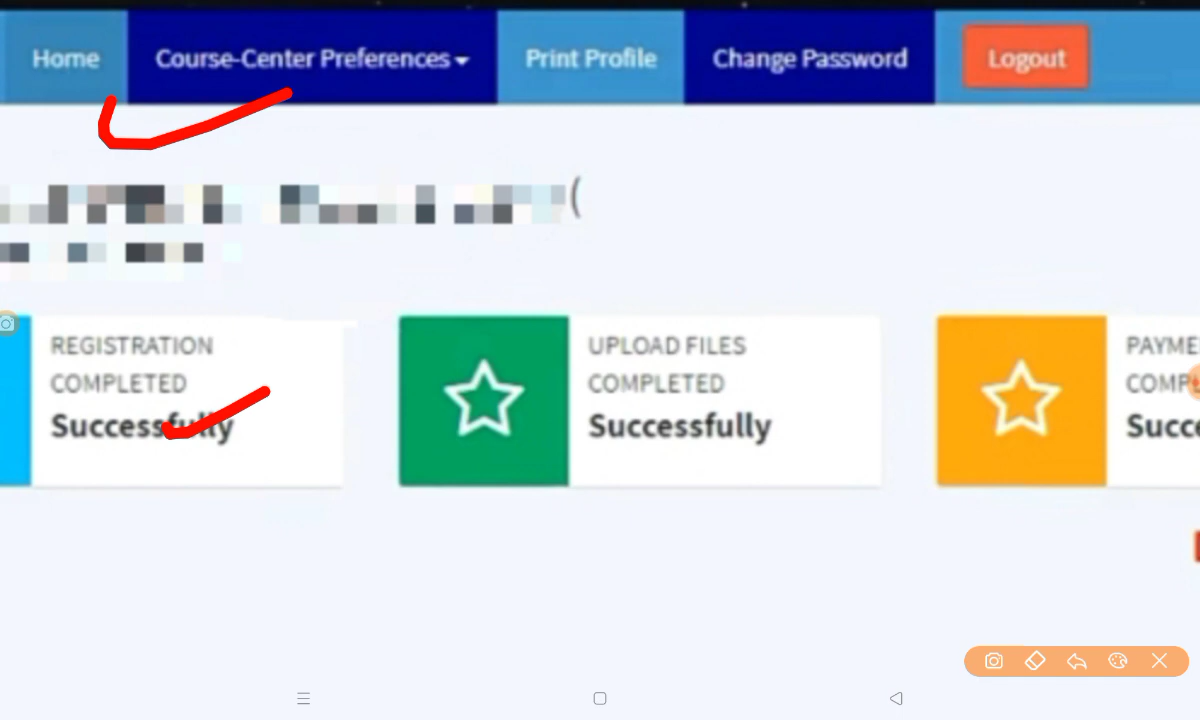 Home Course-Center Preferences Print Profile Change Password Logout
(
REGISTRATION
COMPLETED
Successfully
UPLOAD FILES
COMPLETED
Successfully